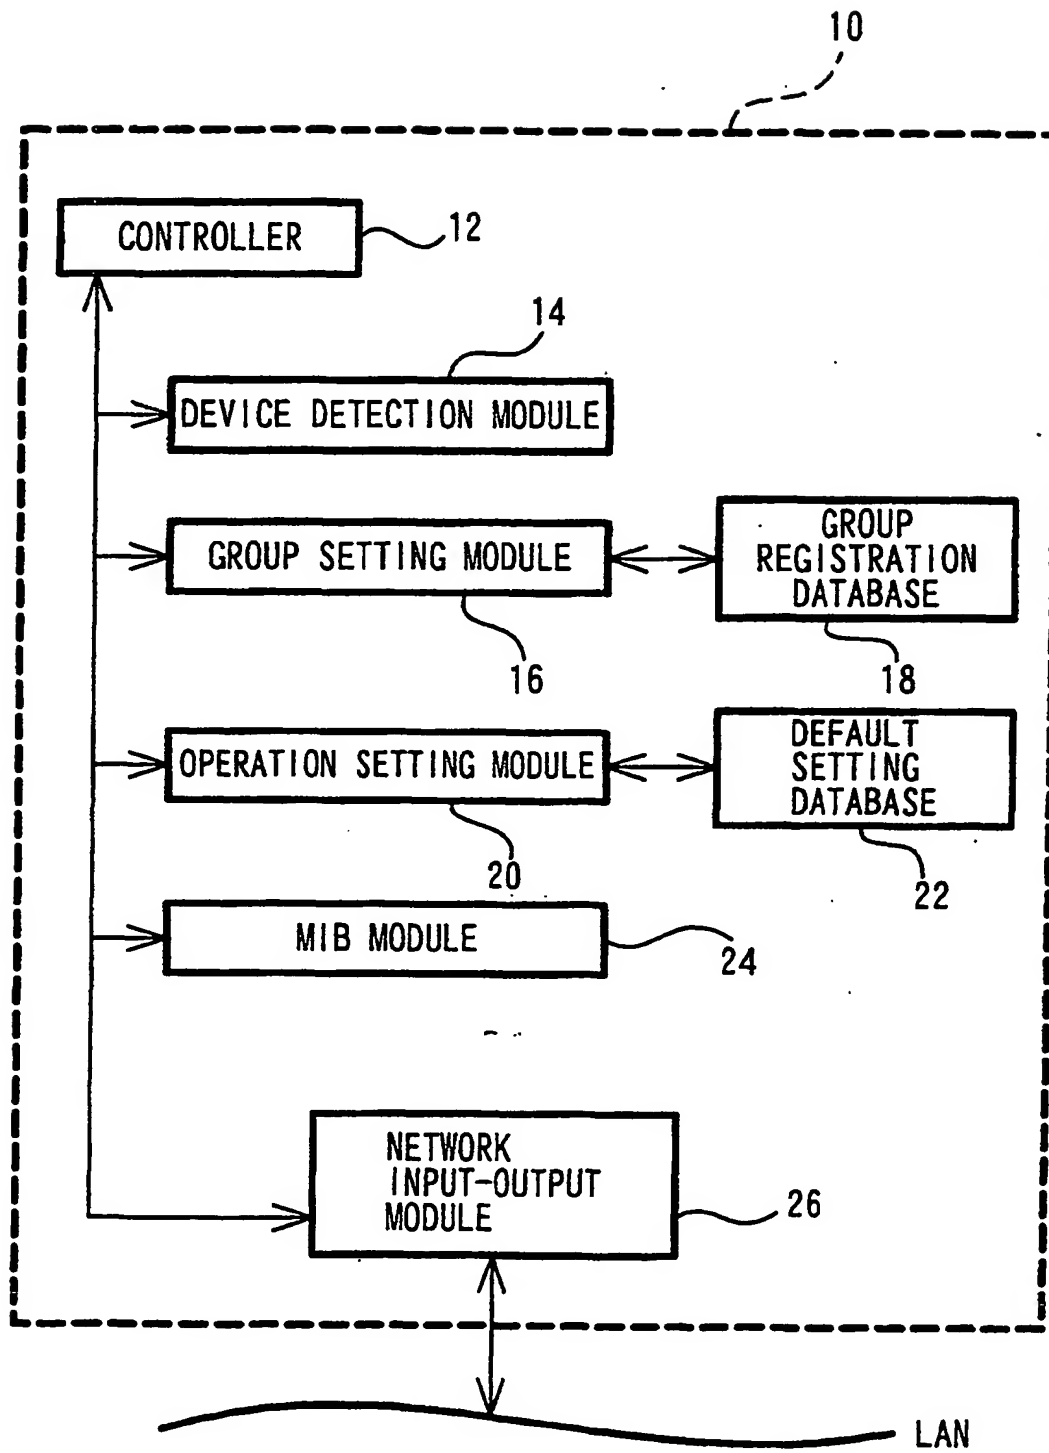 10
CONTROLLER
12
14
DEVICE DETECTION MODULE
GROUP SETTING MODULE
GROUP
REGISTRATION
DATABASE
16
18
OPERATION SETTING MODULE
DEFAULT
SETTING
DATABASE
20
22
MIB MODULE
24
NETWORK
INPUT-OUTPUT
MODULE
26
LAN